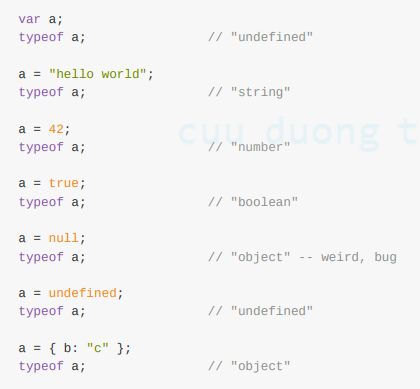 var a;
typeof a; // "undefined"
a = "hello world";
typeof a; // "string"
a = 42;
cuu duong t
typeof a; // "number"
a = true;
typeof a; // "boolean"
a = null;
typeof a; // "object" -- weird, bug
a = undefined;
typeof a; // "undefined"
a = { b: "c" };
typeof a; // "object"